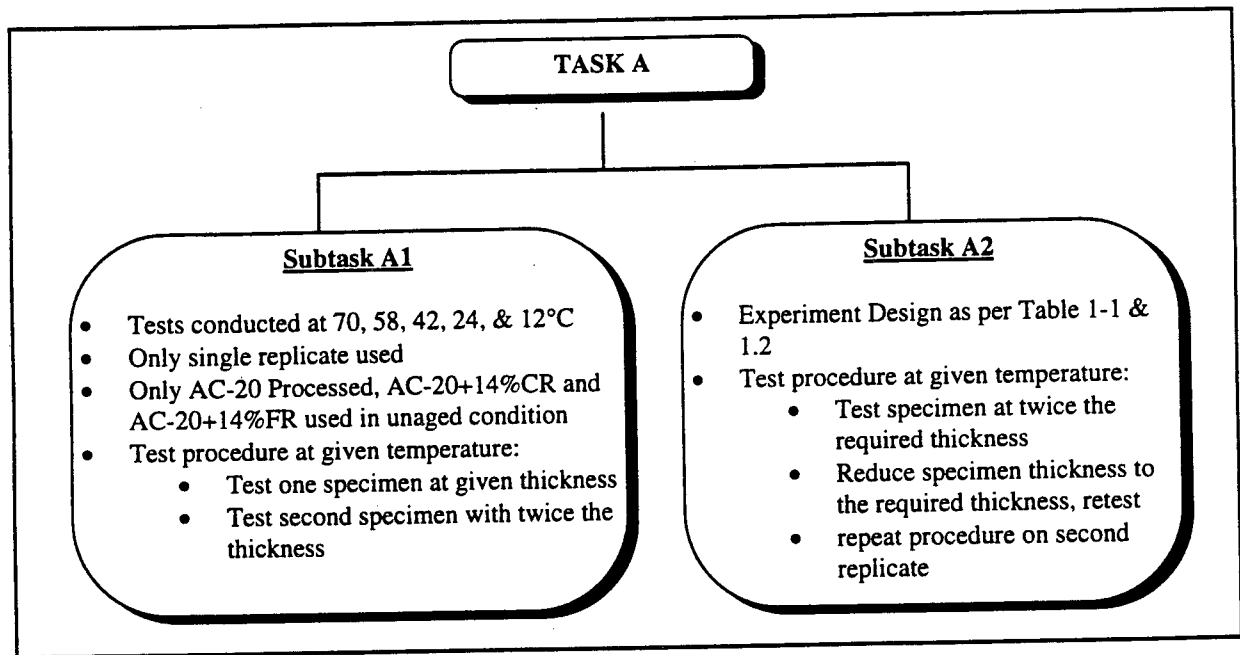 TASK A
Subtask A1
• Tests conducted at 70, 58, 42, 24, & 12°C
• Only single replicate used
• Only AC-20 Processed, AC-20+14%CR and
AC-20+14%FR used in unaged condition
• Test procedure at given temperature:
• Test one specimen at given thickness
• Test second specimen with twice the
thickness
Subtask A2
• Experiment Design as per Table 1-1 &
1.2
• Test procedure at given temperature:
• Test specimen at twice the
required thickness
• Reduce specimen thickness to
the required thickness, retest
• repeat procedure on second
replicate